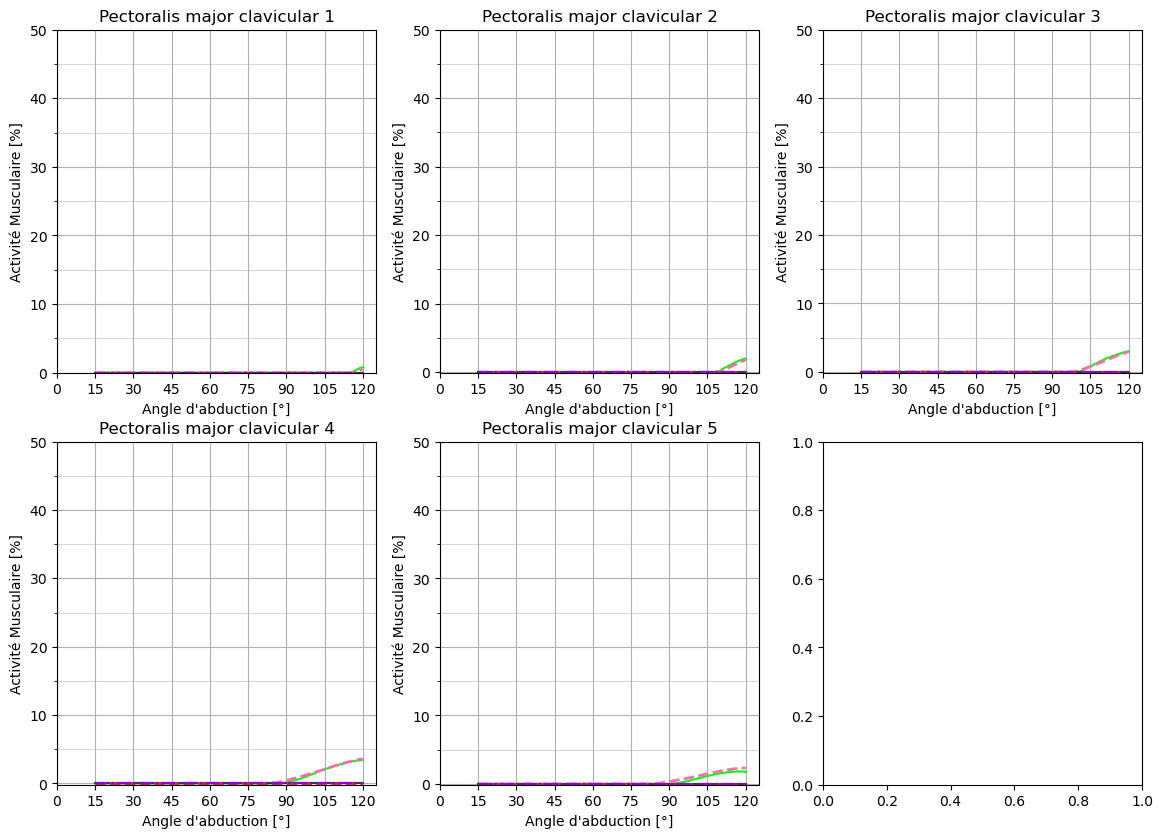 Pectoralis major clavicular 1
50
40
30
20
10
0
Activité Musculaire [%]
0 15 30 45 60 75 90 105 120
Angle d'abduction [°]
Pectoralis major clavicular 2
50
40
30
20
10
0
Activité Musculaire [%]
0 15 30 45 60 75 90 105 120
Angle d'abduction [°]
Pectoralis major clavicular 3
50
40
30
20
10
0
Activité Musculaire [%]
0 15 30 45 60 75 90 105 120
Angle d'abduction [°]
Pectoralis major clavicular 4
50
40
30
20
10
0
Activité Musculaire [%]
0 15 30 45 60 75 90 105 120
Angle d'abduction [°]
Pectoralis major clavicular 5
50
40
30
20
10
0
Activité Musculaire [%]
0 15 30 45 60 75 90 105 120
Angle d'abduction [°]
1.0
0.8
0.6
0.4
0.2
0.0
0.0 0.2 0.4 0.6 0.8 1.0